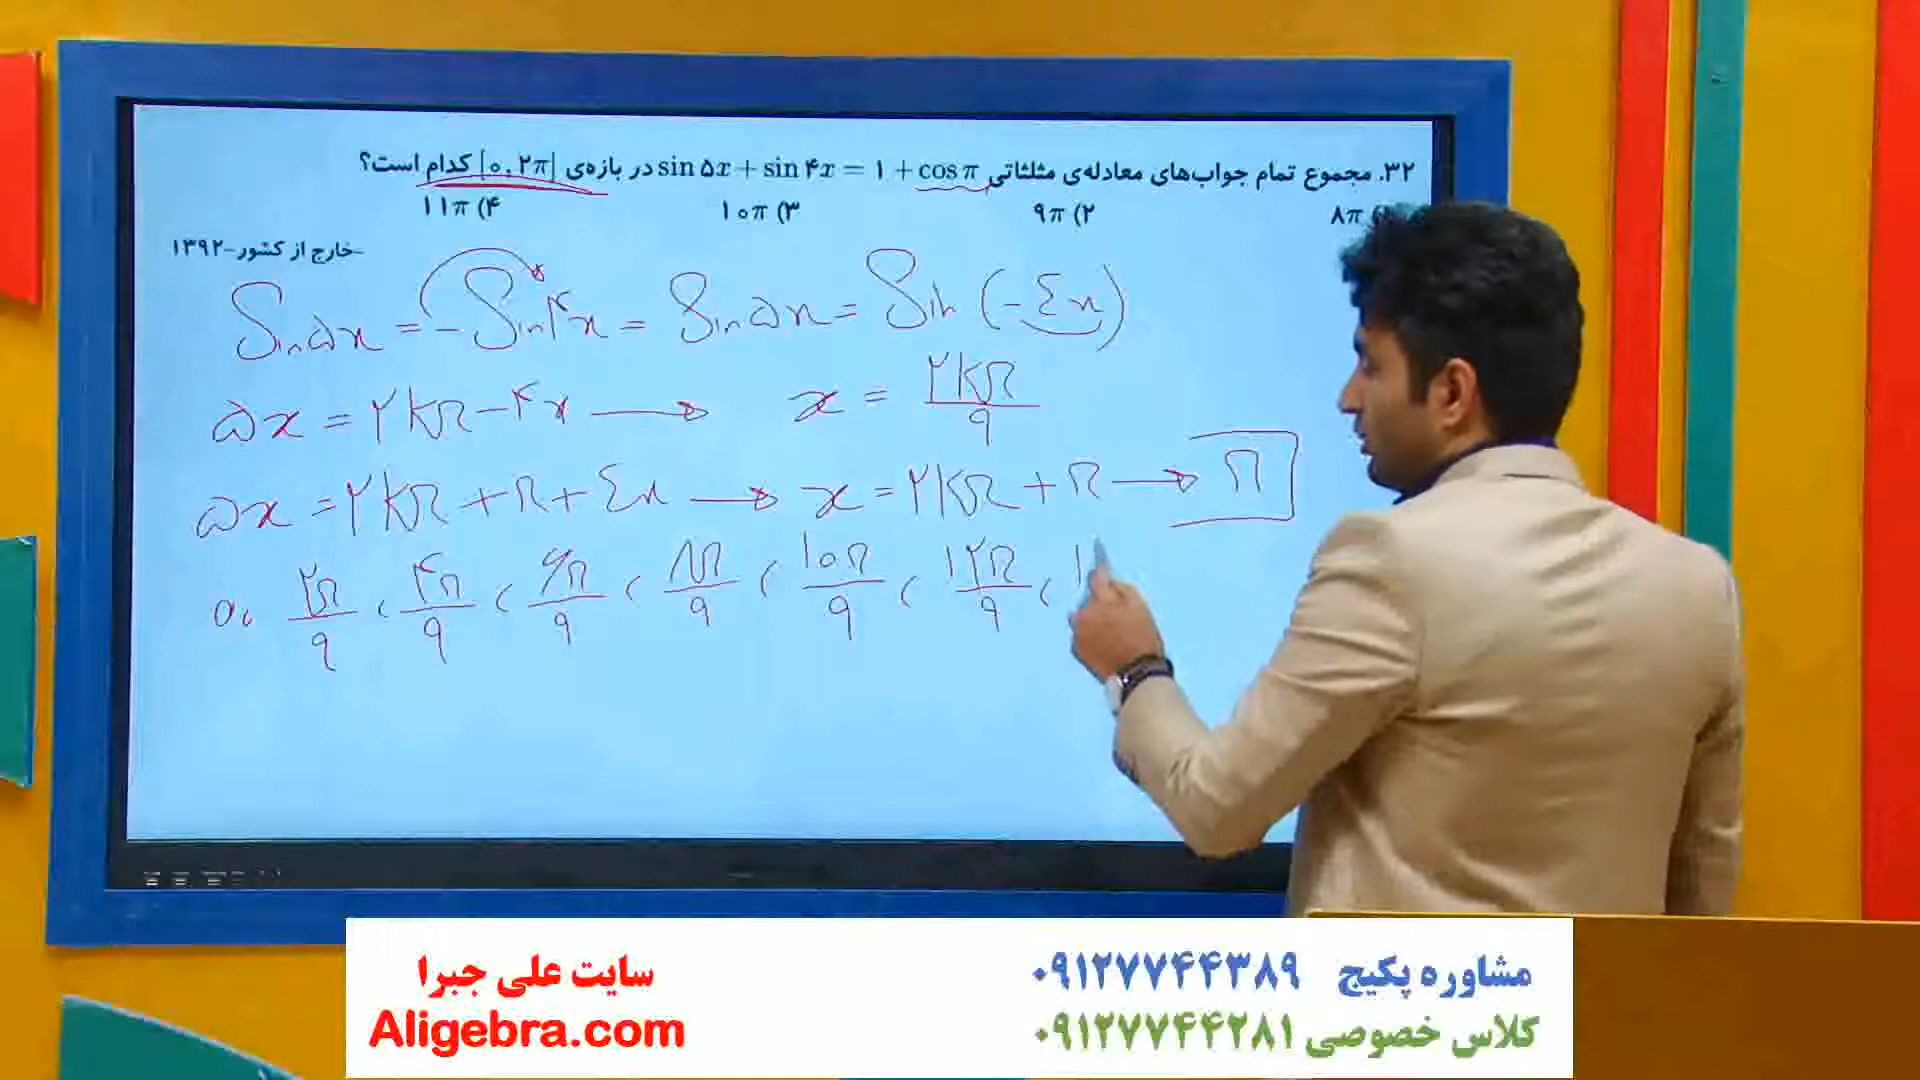 ۳۲. مجموع تمام جواب‌های معادله‌ی مثلثاتی sin ۵x + sin ۴x = ۱ + cos π در بازه‌ی [۰, ۲π] کدام است؟
۸π ۹π (۲ ۱۰π (۳ ۱۱π (۴
خارج از کشور-۱۳۹۲
Sin ۵x = -Sin ۴x = Sin ۵x = Sin (-۴x)
۵x = ۲kπ - ۴x → x = ۲kπ/۹
۵x = ۲kπ + π + ۴x → x = ۲kπ + π → π
۰, ۲π/۹, ۴π/۹, ۶π/۹, ۸π/۹, ۱۰π/۹, ۱۲π/۹, ۱
سایت علی جبرا
Aligebra.com
مشاوره پکیج ۰۹۱۲۷۷۴۴۳۸۹
کلاس خصوصی ۰۹۱۲۷۷۴۴۲۸۱